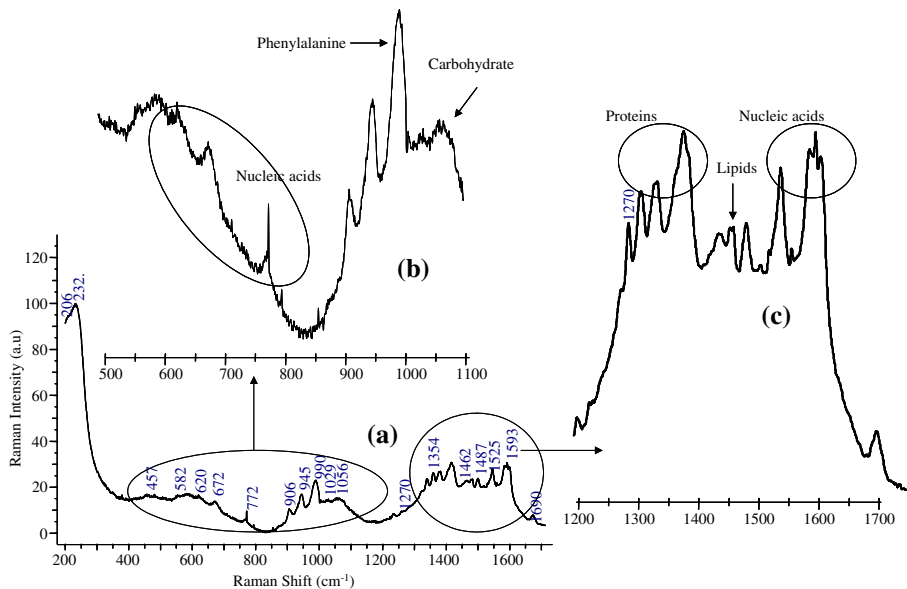 Phenylalanine
Carbohydrate
Nucleic acids
(b)
500 600 700 800 900 1000 1100
Proteins
Nucleic acids
Lipids
1270
(c)
1200 1300 1400 1500 1600 1700
(a)
Raman Intensity (a.u)
120
100
80
60
40
20
0
206
232.
457
582
620
672
772
906
945
990
1029
1056
1270
1354
1462
1487
1525
1593
1690
200 400 600 800 1000 1200 1400 1600
Raman Shift (cm⁻¹)